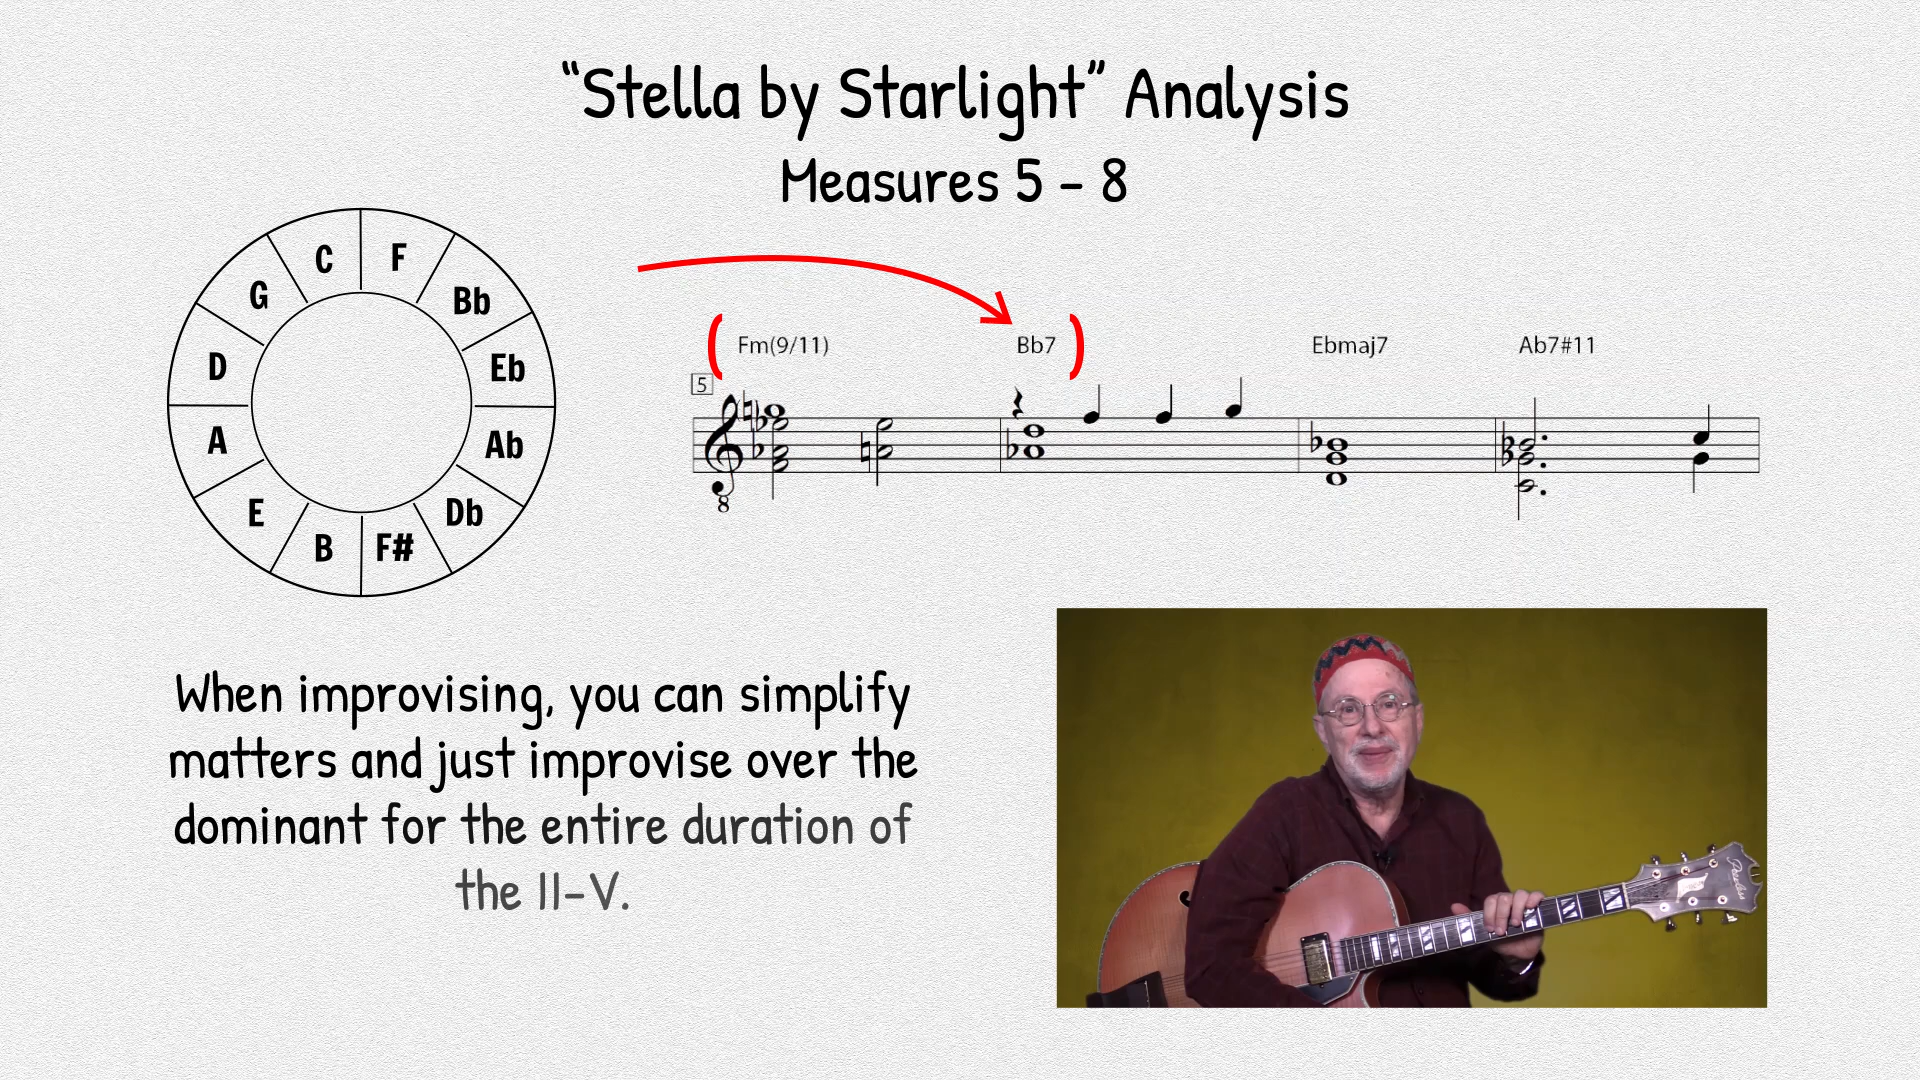 “Stella by Starlight” Analysis
Measures 5 – 8
C F
G Bb
D Eb
A Ab
E Db
B F#
Fm(9/11) Bb7 Ebmaj7 Ab7#11
5
8
When improvising, you can simplify
matters and just improvise over the
dominant for the entire duration of
the II-V.
Peerless